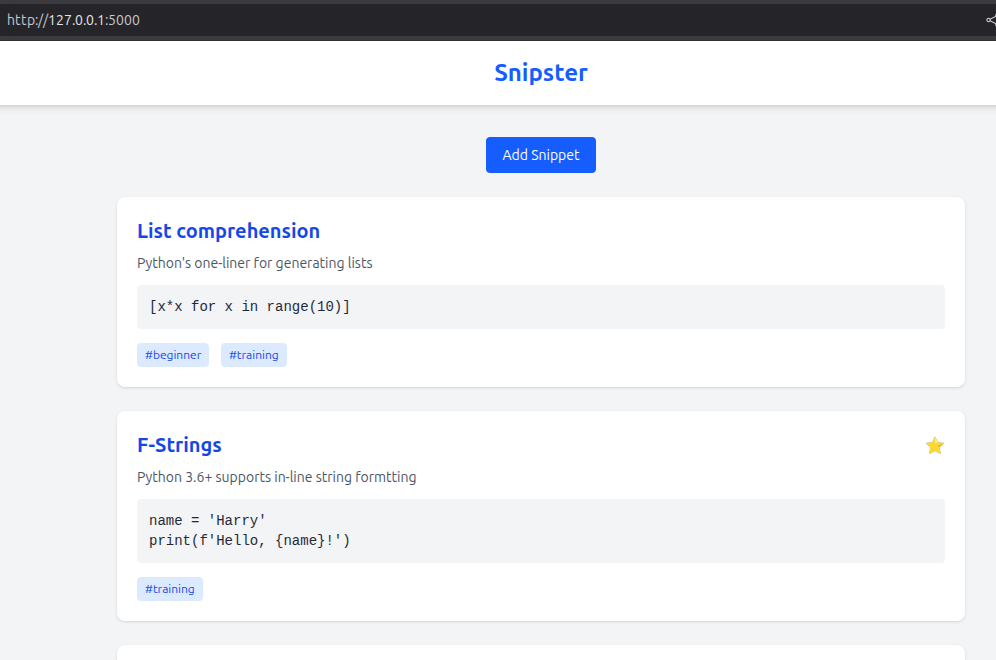 http://127.0.0.1:5000
Snipster
Add Snippet
List comprehension
Python's one-liner for generating lists
[x*x for x in range(10)]
#beginner #training
F-Strings
Python 3.6+ supports in-line string formtting
name = 'Harry'
print(f'Hello, {name}!')
#training